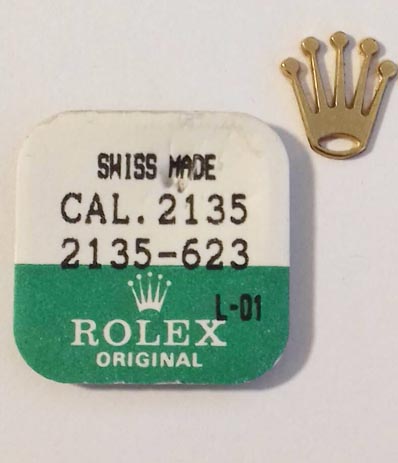 SWISS MADE
CAL. 2135
2135-623
L-01
ROLEX
ORIGINAL